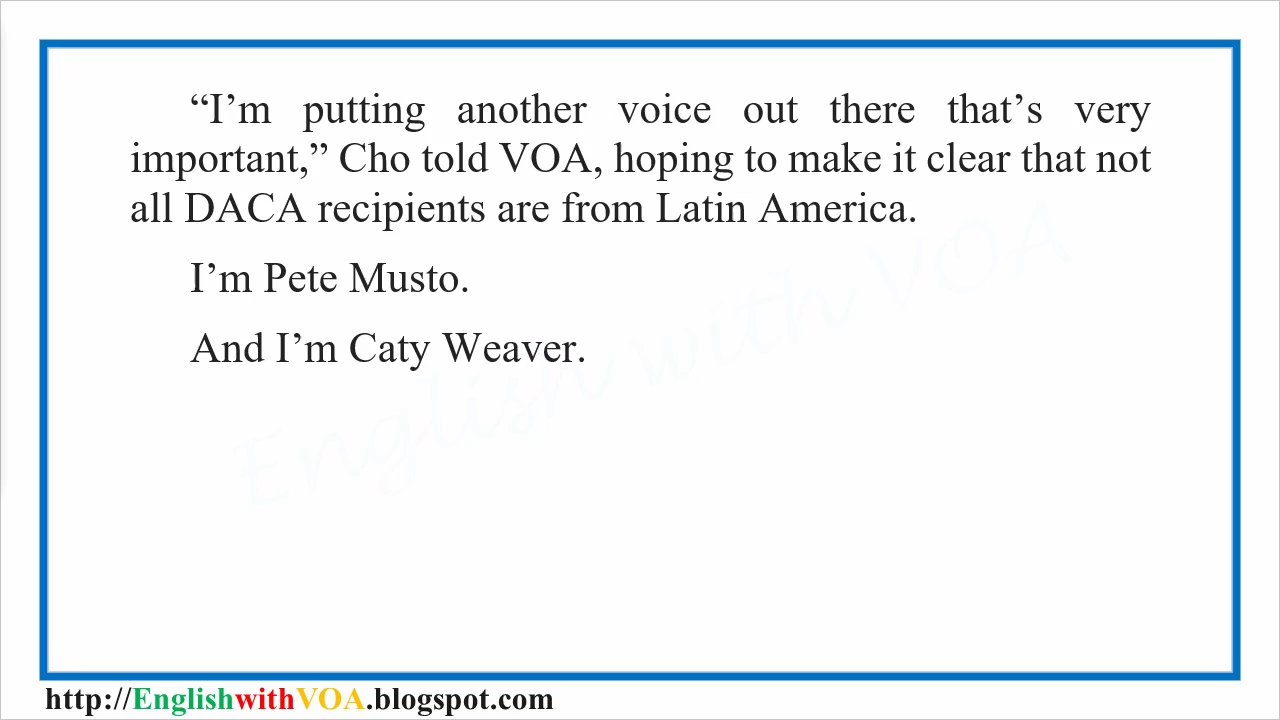 “I’m putting another voice out there that’s very
important,” Cho told VOA, hoping to make it clear that not
all DACA recipients are from Latin America.
I’m Pete Musto.
And I’m Caty Weaver.
English with VOA
http://EnglishwithVOA.blogspot.com